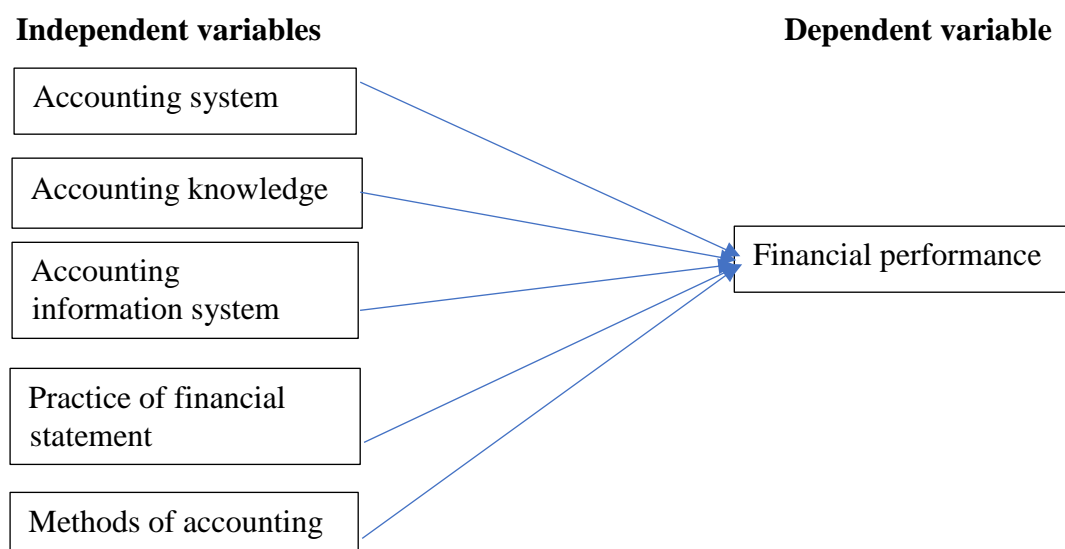 Independent variables
Dependent variable
Accounting system
Accounting knowledge
Accounting
information system
Practice of financial
statement
Methods of accounting
Financial performance